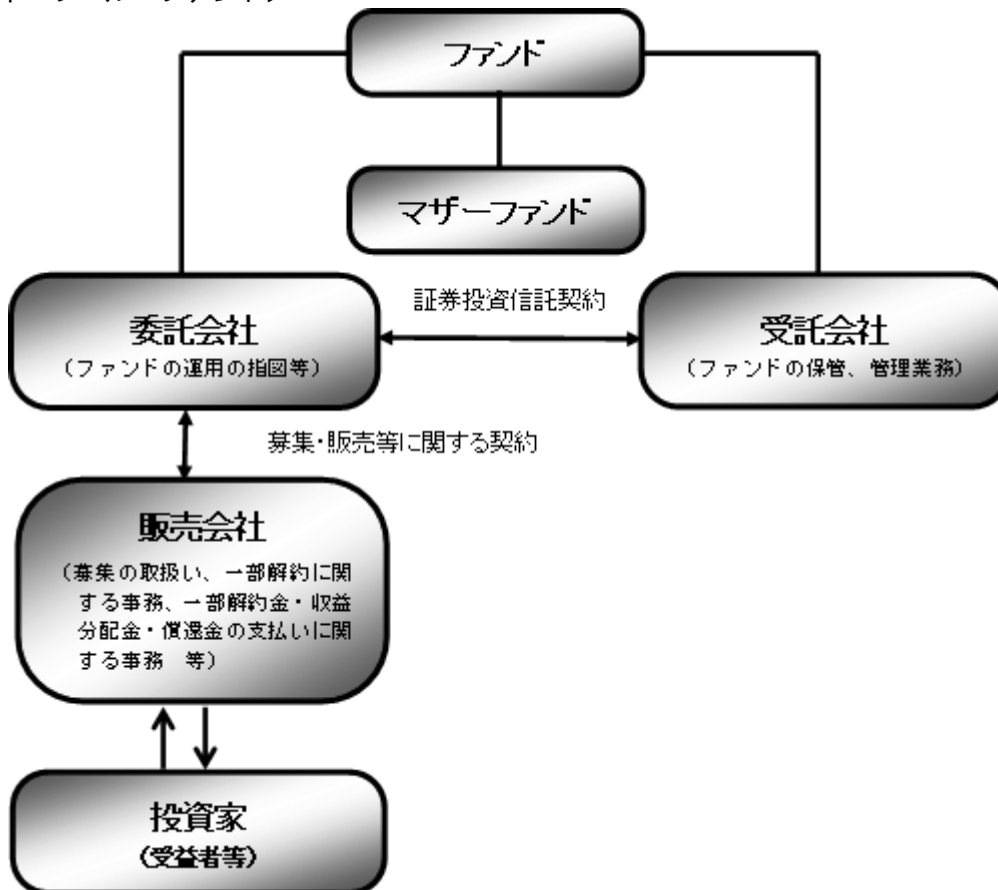 ファンド
マザーファンド
証券投資信託契約
委託会社
（ファンドの運用の指図等）
受託会社
（ファンドの保管、管理業務）
募集・販売等に関する契約
販売会社
（募集の取扱い、一部解約に関
する事務、一部解約金・収益
分配金・償還金の支払いに関
する事務　等）
投資家
（受益者等）